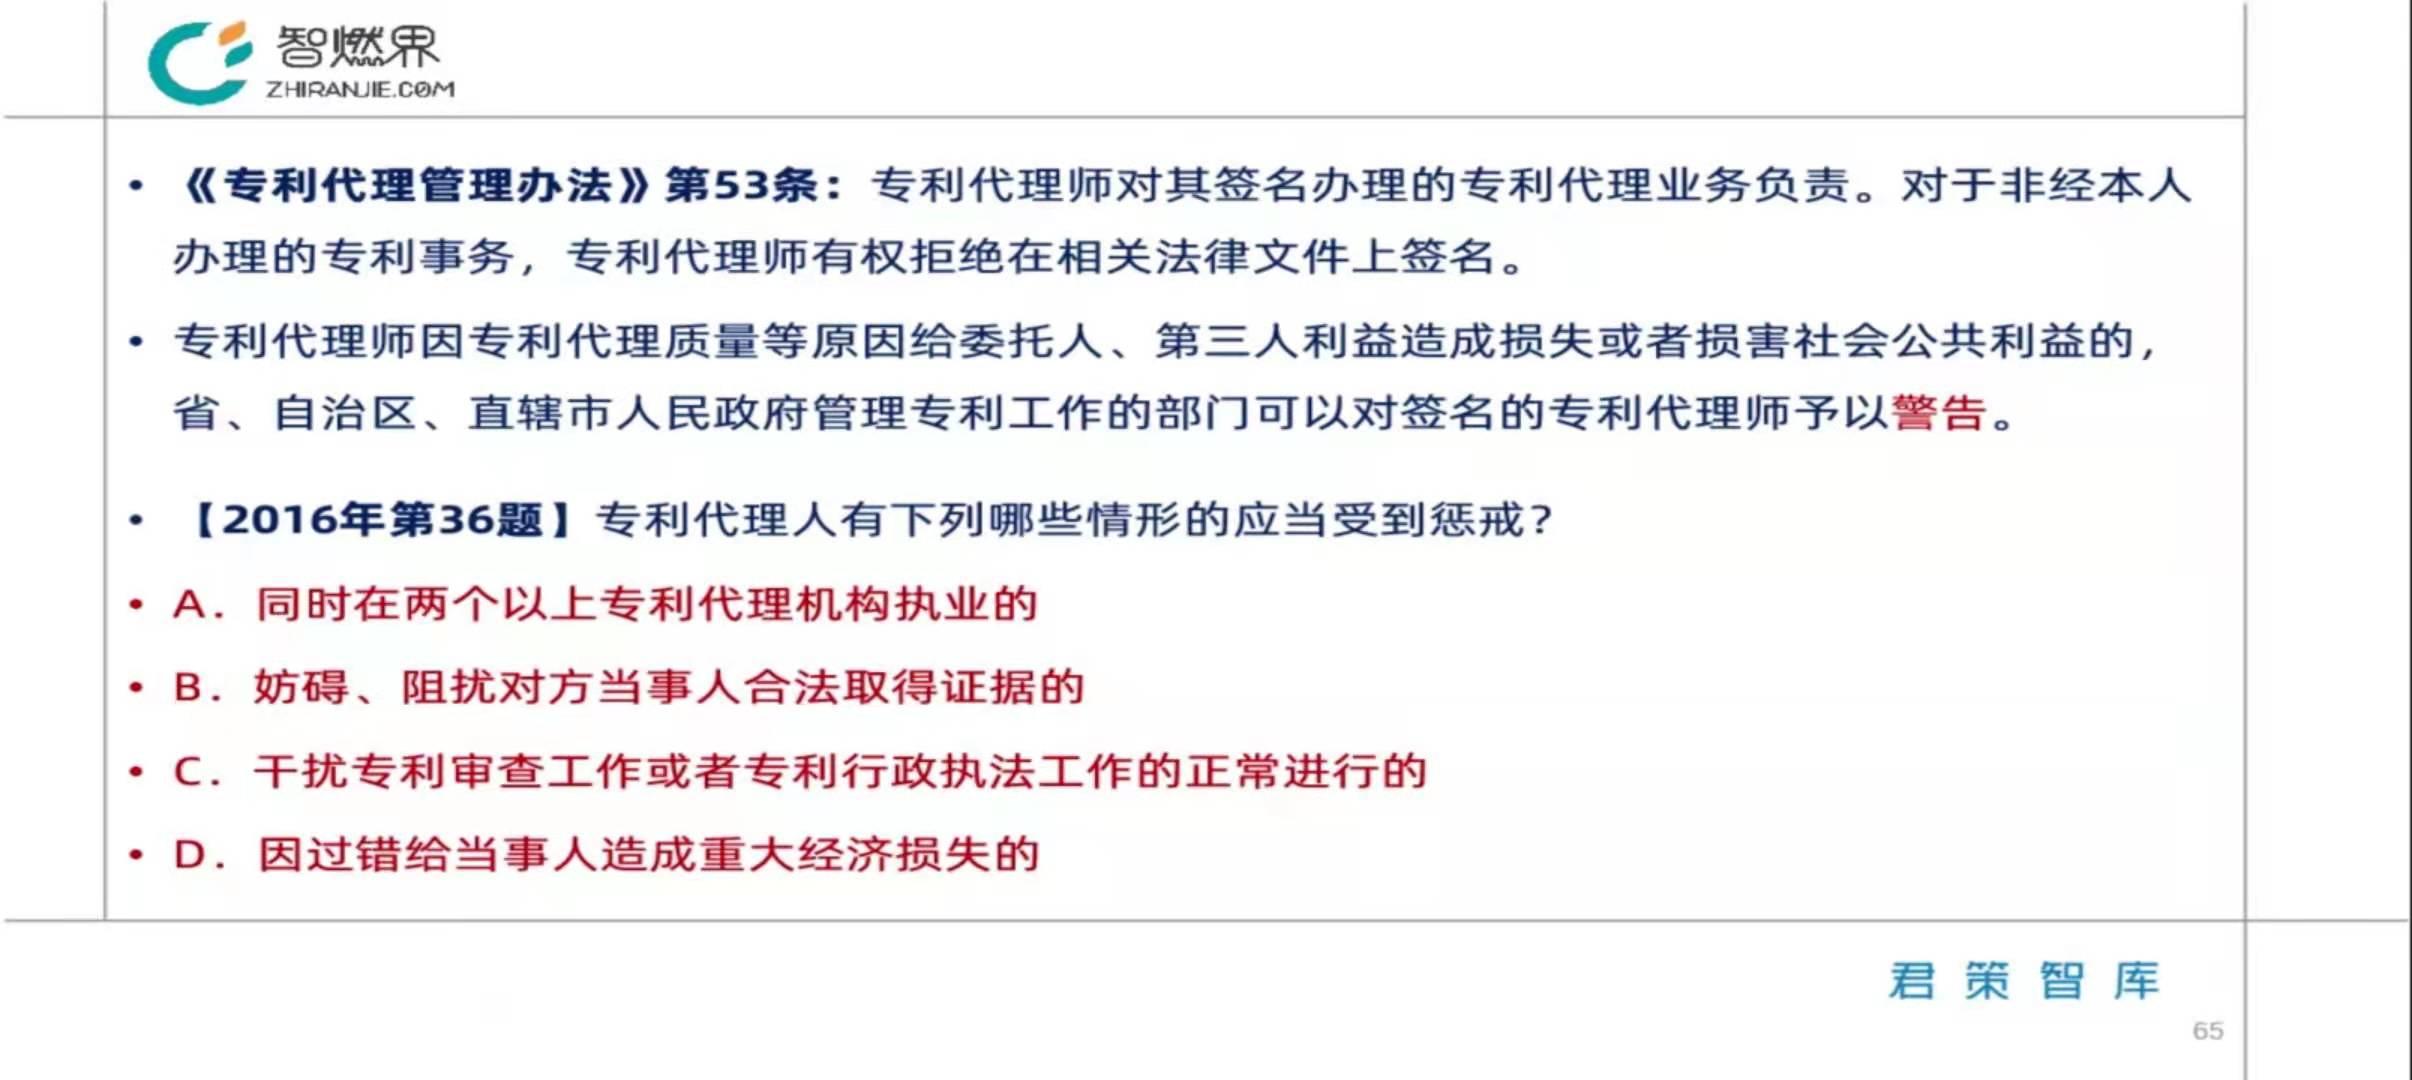 智燃界
ZHIRANJIE.COM
• 《专利代理管理办法》第53条：专利代理师对其签名办理的专利代理业务负责。对于非经本人
办理的专利事务，专利代理师有权拒绝在相关法律文件上签名。
• 专利代理师因专利代理质量等原因给委托人、第三人利益造成损失或者损害社会公共利益的，
省、自治区、直辖市人民政府管理专利工作的部门可以对签名的专利代理师予以警告。
• 【2016年第36题】专利代理人有下列哪些情形的应当受到惩戒？
• A．同时在两个以上专利代理机构执业的
• B．妨碍、阻扰对方当事人合法取得证据的
• C．干扰专利审查工作或者专利行政执法工作的正常进行的
• D．因过错给当事人造成重大经济损失的
君策智库
65